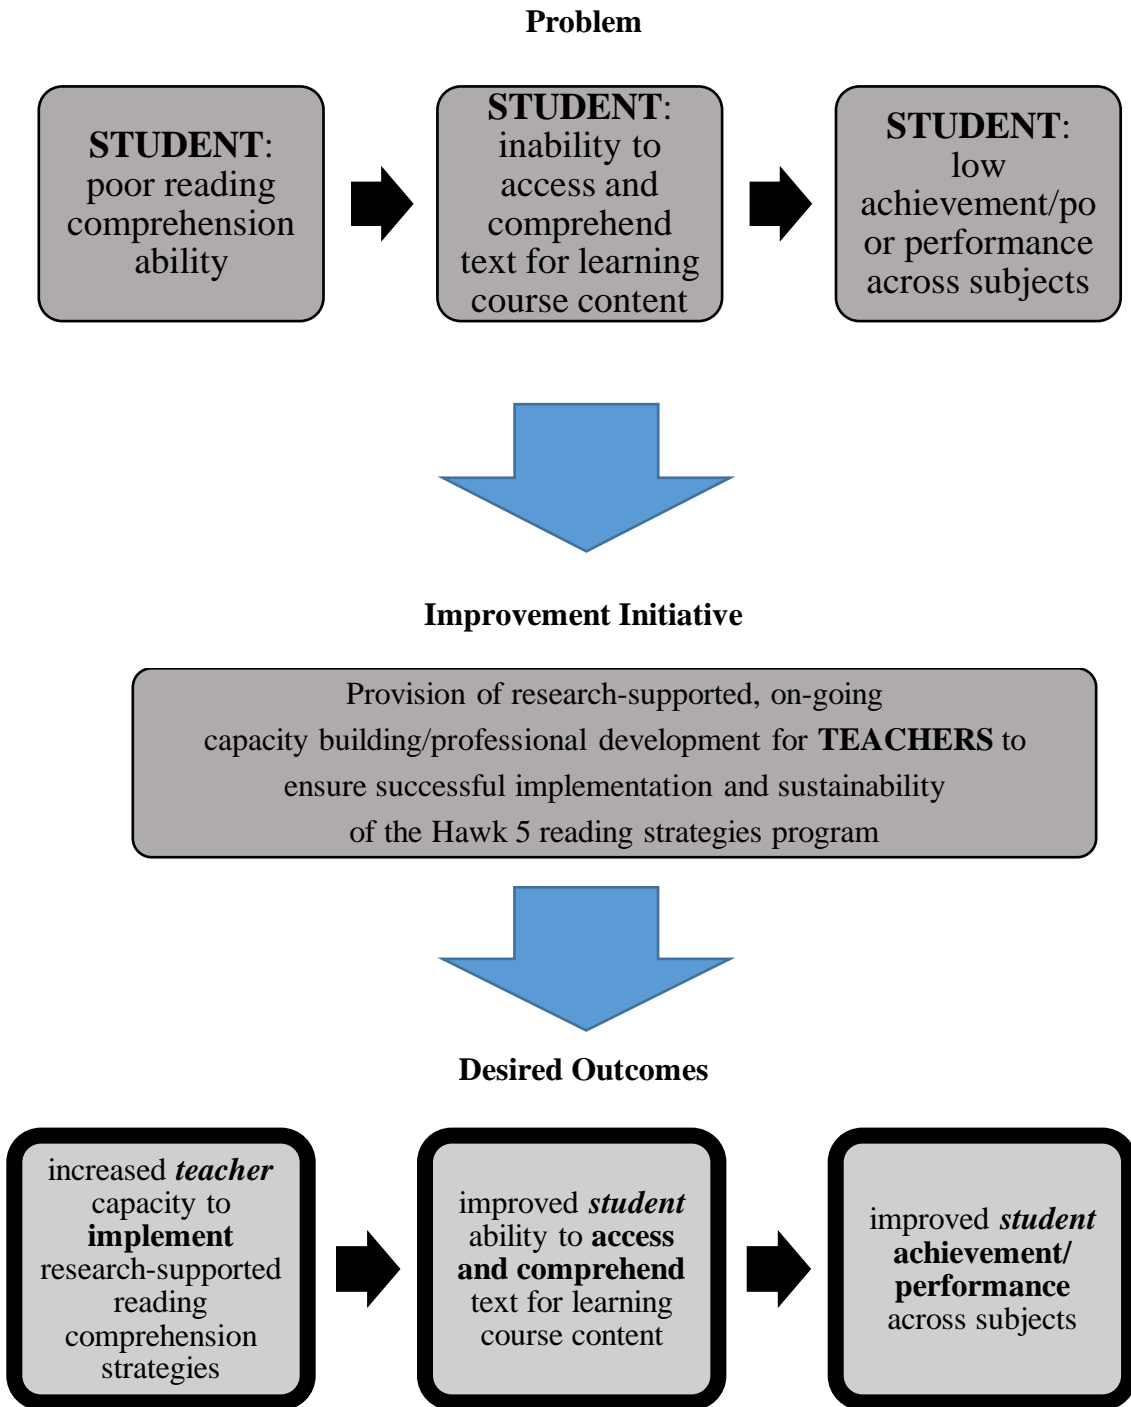 Problem
STUDENT:
poor reading
comprehension
ability
STUDENT:
inability to
access and
comprehend
text for learning
course content
STUDENT:
low
achievement/po
or performance
across subjects
Improvement Initiative
Provision of research-supported, on-going
capacity building/professional development for TEACHERS to
ensure successful implementation and sustainability
of the Hawk 5 reading strategies program
Desired Outcomes
increased teacher
capacity to
implement
research-supported
reading
comprehension
strategies
improved student
ability to access
and comprehend
text for learning
course content
improved student
achievement/
performance
across subjects